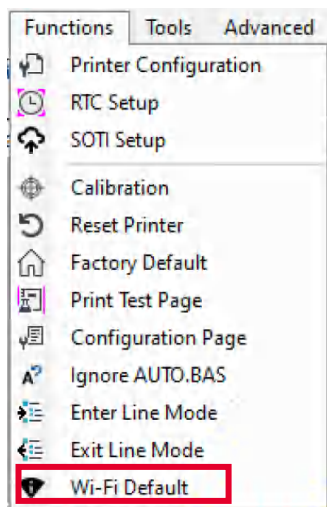 Functions Tools Advanced
Printer Configuration
RTC Setup
SOTI Setup
Calibration
Reset Printer
Factory Default
Print Test Page
Configuration Page
Ignore AUTO.BAS
Enter Line Mode
Exit Line Mode
Wi-Fi Default